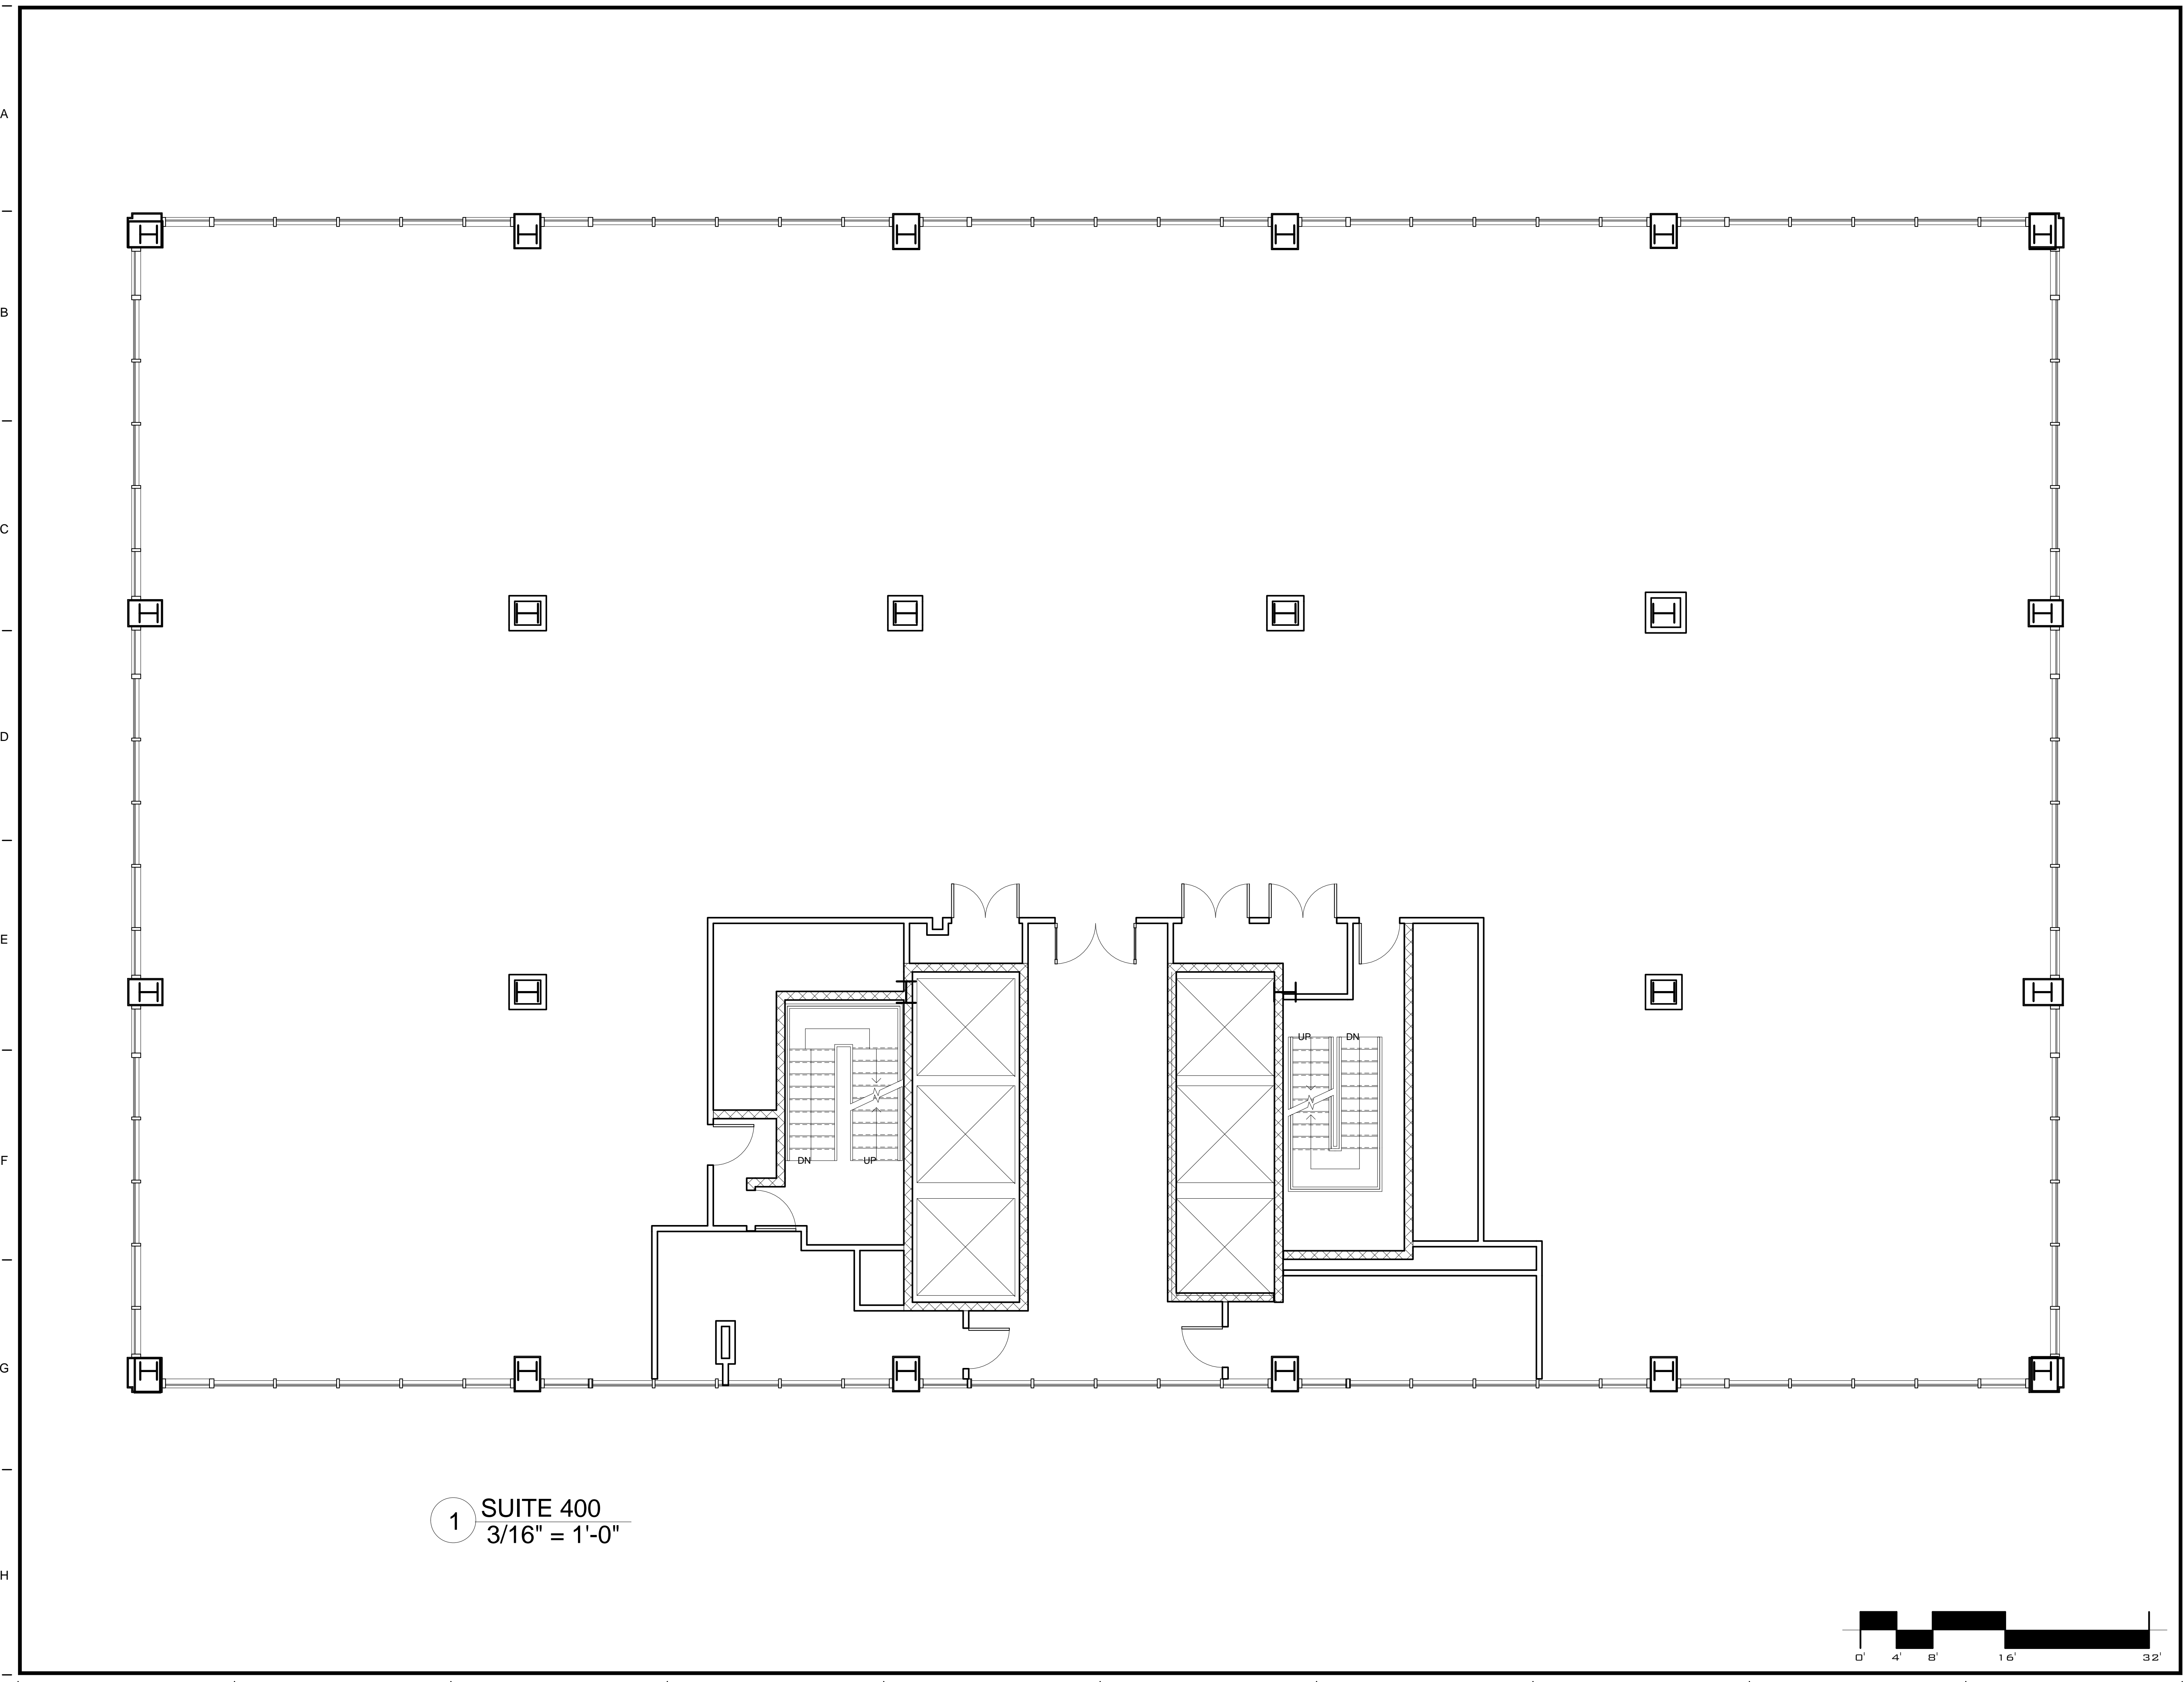 A
B
C
D
E
UP DN
F
DN UP
G
1 SUITE 400
3/16" = 1'-0"
H
0' 4' 8' 16' 32'